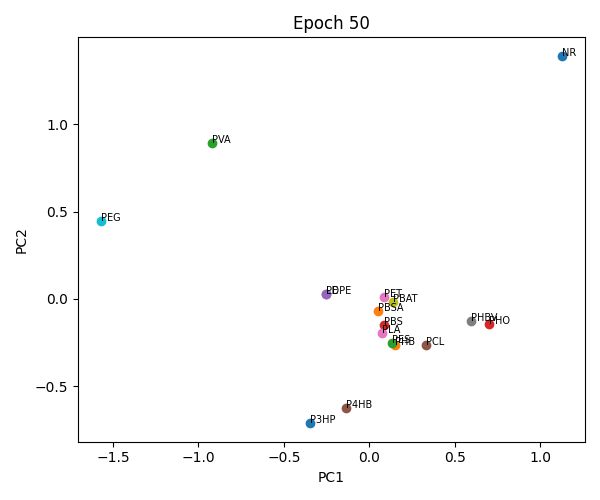 Epoch 50
NR
PVA
PEG
LDPE
PE
PET
PBAT
PBSA
PBS
PLA
PES
PHB
PCL
PHBV
PHO
P4HB
P3HP
1.0
0.5
0.0
−0.5
PC2
−1.5
−1.0
−0.5
0.0
0.5
1.0
PC1